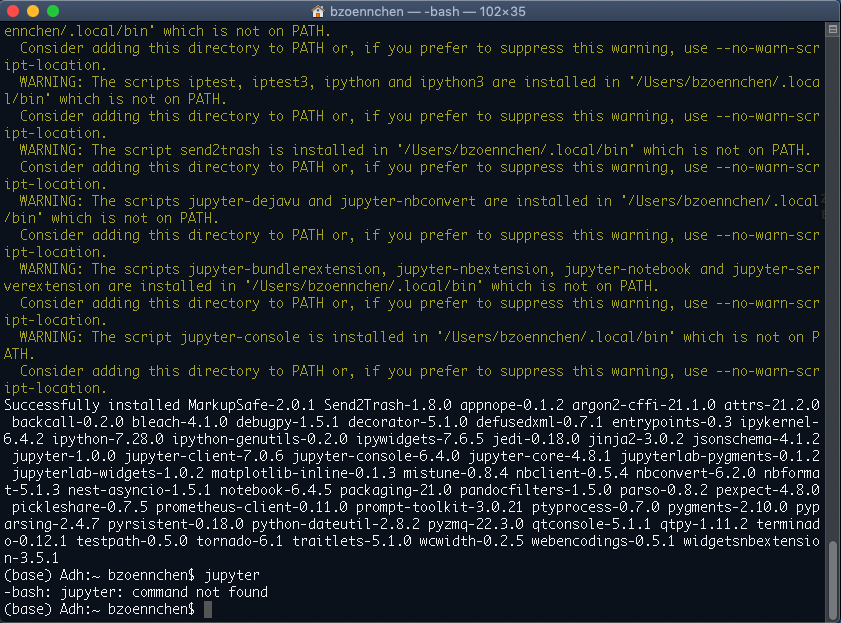 bzoennchen — -bash — 102×35
ennchen/.local/bin' which is not on PATH.
  Consider adding this directory to PATH or, if you prefer to suppress this warning, use --no-warn-scr
ipt-location.
  WARNING: The scripts iptest, iptest3, ipython and ipython3 are installed in '/Users/bzoennchen/.loca
l/bin' which is not on PATH.
  Consider adding this directory to PATH or, if you prefer to suppress this warning, use --no-warn-scr
ipt-location.
  WARNING: The script send2trash is installed in '/Users/bzoennchen/.local/bin' which is not on PATH.
  Consider adding this directory to PATH or, if you prefer to suppress this warning, use --no-warn-scr
ipt-location.
  WARNING: The scripts jupyter-dejavu and jupyter-nbconvert are installed in '/Users/bzoennchen/.local
/bin' which is not on PATH.
  Consider adding this directory to PATH or, if you prefer to suppress this warning, use --no-warn-scr
ipt-location.
  WARNING: The scripts jupyter-bundlerextension, jupyter-nbextension, jupyter-notebook and jupyter-ser
verextension are installed in '/Users/bzoennchen/.local/bin' which is not on PATH.
  Consider adding this directory to PATH or, if you prefer to suppress this warning, use --no-warn-scr
ipt-location.
  WARNING: The script jupyter-console is installed in '/Users/bzoennchen/.local/bin' which is not on P
ATH.
  Consider adding this directory to PATH or, if you prefer to suppress this warning, use --no-warn-scr
ipt-location.
Successfully installed MarkupSafe-2.0.1 Send2Trash-1.8.0 appnope-0.1.2 argon2-cffi-21.1.0 attrs-21.2.0
 backcall-0.2.0 bleach-4.1.0 debugpy-1.5.1 decorator-5.1.0 defusedxml-0.7.1 entrypoints-0.3 ipykernel-
6.4.2 ipython-7.28.0 ipython-genutils-0.2.0 ipywidgets-7.6.5 jedi-0.18.0 jinja2-3.0.2 jsonschema-4.1.2
 jupyter-1.0.0 jupyter-client-7.0.6 jupyter-console-6.4.0 jupyter-core-4.8.1 jupyterlab-pygments-0.1.2
 jupyterlab-widgets-1.0.2 matplotlib-inline-0.1.3 mistune-0.8.4 nbclient-0.5.4 nbconvert-6.2.0 nbforma
t-5.1.3 nest-asyncio-1.5.1 notebook-6.4.5 packaging-21.0 pandocfilters-1.5.0 parso-0.8.2 pexpect-4.8.0
 pickleshare-0.7.5 prometheus-client-0.11.0 prompt-toolkit-3.0.21 ptyprocess-0.7.0 pygments-2.10.0 pyp
arsing-2.4.7 pyrsistent-0.18.0 python-dateutil-2.8.2 pyzmq-22.3.0 qtconsole-5.1.1 qtpy-1.11.2 terminad
o-0.12.1 testpath-0.5.0 tornado-6.1 traitlets-5.1.0 wcwidth-0.2.5 webencodings-0.5.1 widgetsnbextensio
n-3.5.1
(base) Adh:~ bzoennchen$ jupyter
-bash: jupyter: command not found
(base) Adh:~ bzoennchen$